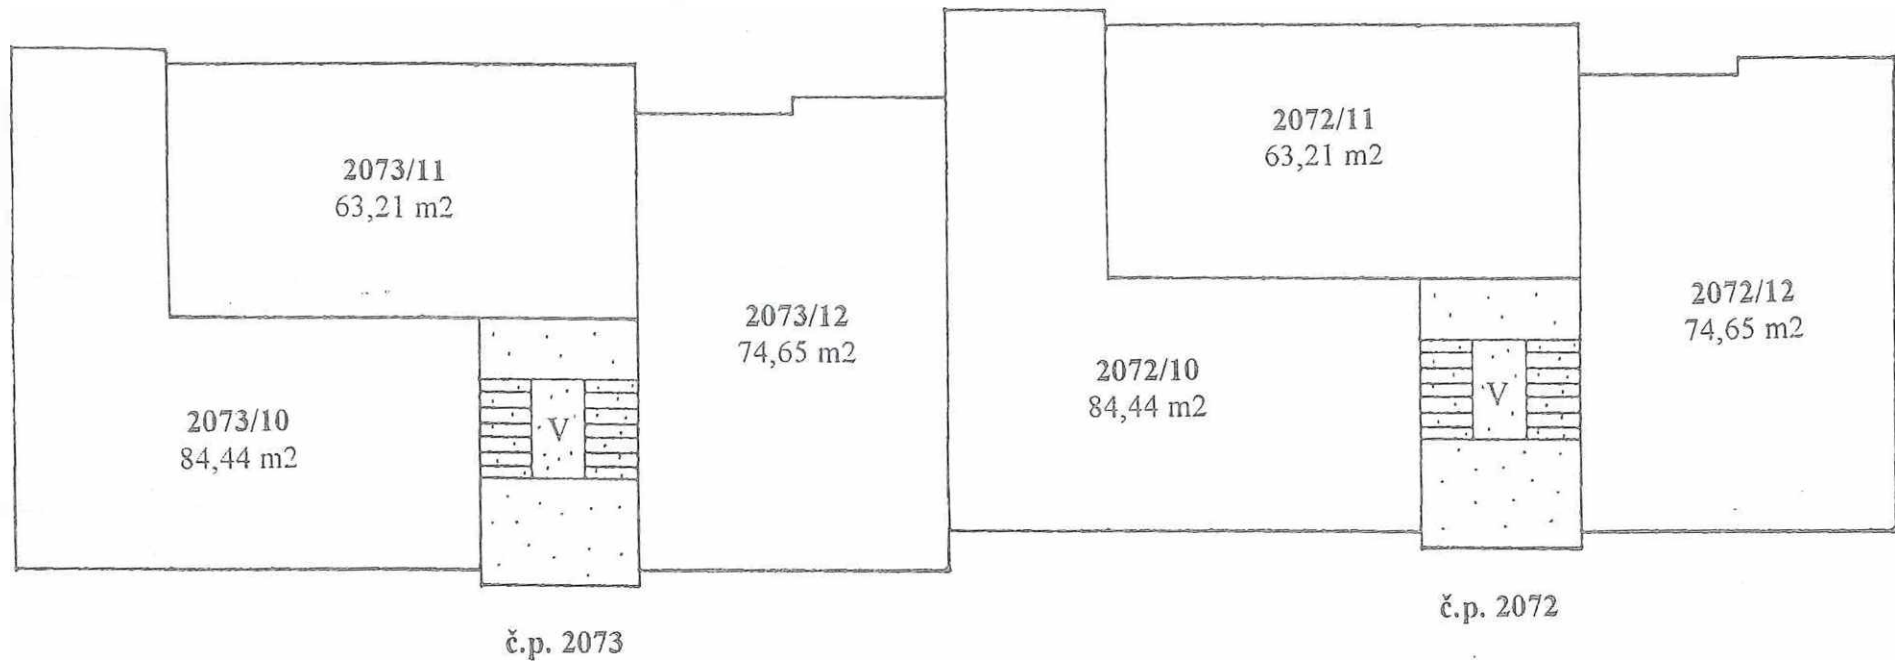 2073/11
63,21 m2
2073/12
74,65 m2
2073/10
84,44 m2
V
č.p. 2073
2072/11
63,21 m2
2072/12
74,65 m2
2072/10
84,44 m2
V
č.p. 2072